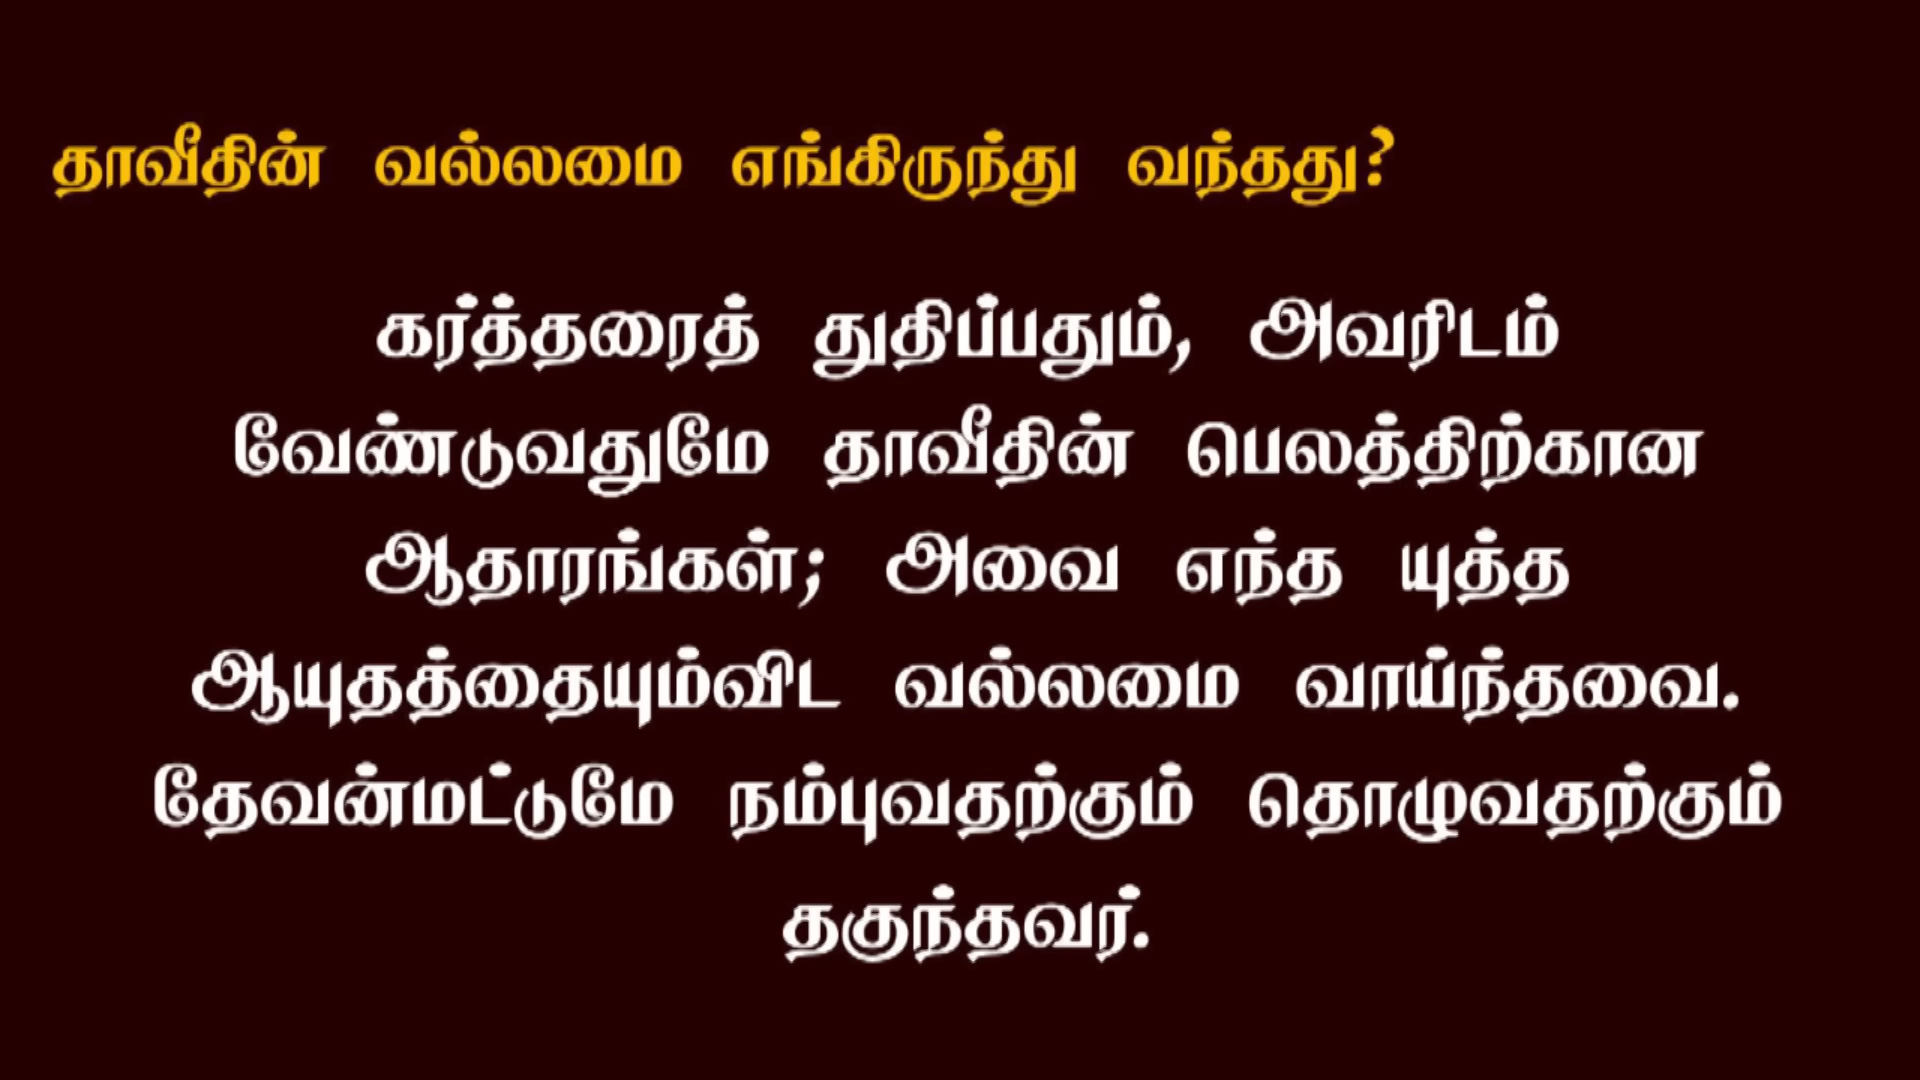 தாவீதின் வல்லமை எங்கிருந்து வந்தது?
கர்த்தரைத் துதிப்பதும், அவரிடம்
வேண்டுவதுமே தாவீதின் பெலத்திற்கான
ஆதாரங்கள்; அவை எந்த யுத்த
ஆயுதத்தையும்விட வல்லமை வாய்ந்தவை.
தேவன்மட்டுமே நம்புவதற்கும் தொழுவதற்கும்
தகுந்தவர்.